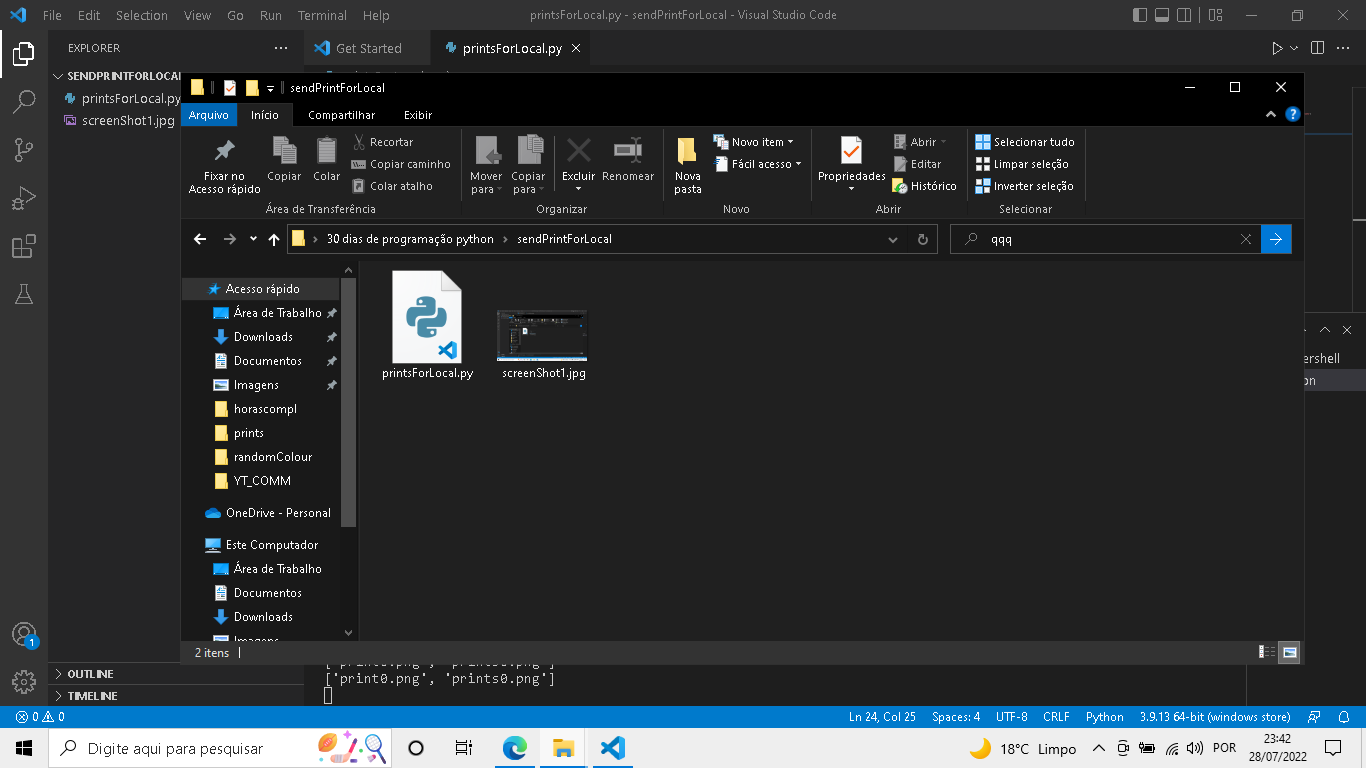 File Edit Selection View Go Run Terminal Help printsForLocal.py - sendPrintForLocal - Visual Studio Code
EXPLORER
Get Started printsForLocal.py
SENDPRINTFORLOCAL
printsForLocal.py
screenShot1.jpg
sendPrintForLocal
Arquivo Início Compartilhar Exibir
Fixar no
Acesso rápido
Copiar
Colar
Recortar
Copiar caminho
Colar atalho
Área de Transferência
Mover
para
Copiar
para
Excluir
Renomear
Organizar
Nova
pasta
Novo item
Fácil acesso
Novo
Propriedades
Abrir
Editar
Histórico
Abrir
Selecionar tudo
Limpar seleção
Inverter seleção
Selecionar
30 dias de programação python sendPrintForLocal qqq
Acesso rápido
Área de Trabalho
Downloads
Documentos
Imagens
horascompl
prints
randomColour
YT_COMM
OneDrive - Personal
Este Computador
Área de Trabalho
Documentos
Downloads
Imagens
printsForLocal.py
screenShot1.jpg
2 itens
ershell
on
['print0.png', 'prints0.png']
OUTLINE
TIMELINE
1
0 0 Ln 24, Col 25 Spaces: 4 UTF-8 CRLF Python 3.9.13 64-bit (windows store)
Digite aqui para pesquisar
18°C Limpo
POR
23:42
28/07/2022